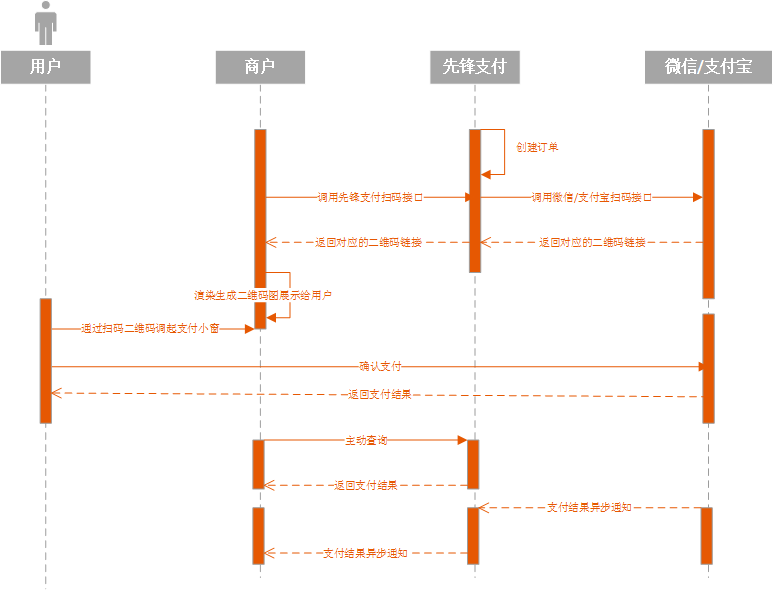 用户
商户
先锋支付
微信/支付宝
创建订单
调用先锋支付扫码接口
调用微信/支付宝扫码接口
返回对应的二维码链接
返回对应的二维码链接
渲染生成二维码图展示给用户
通过扫码二维码调起支付小窗
确认支付
返回支付结果
主动查询
返回支付结果
支付结果异步通知
支付结果异步通知